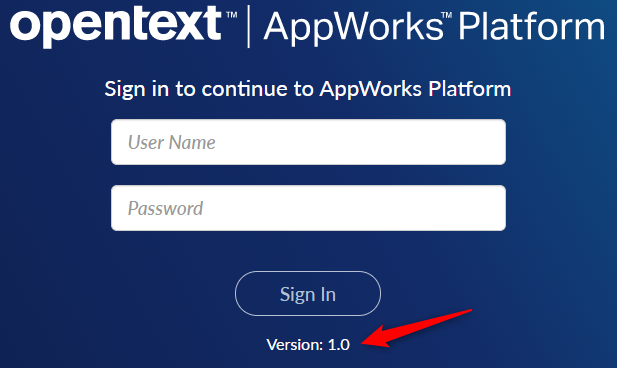 opentext™ | AppWorks™ Platform
Sign in to continue to AppWorks Platform
User Name
Password
Sign In
Version: 1.0